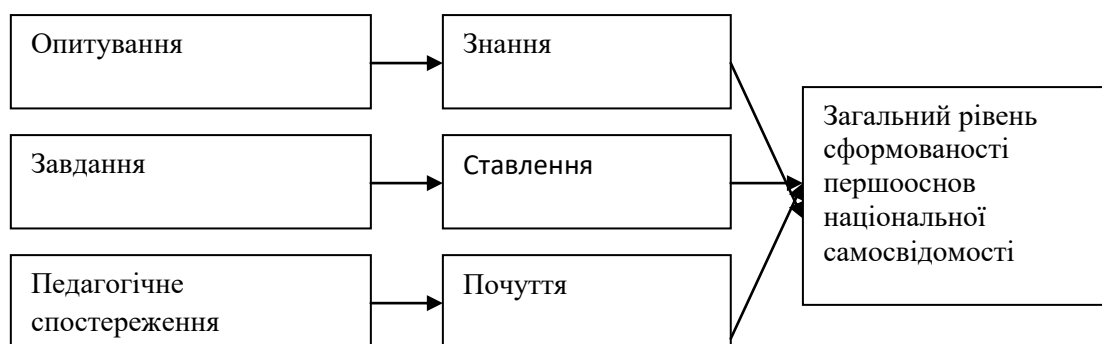 Опитування
Знання
Загальний рівень
сформованості
першооснов
національної
самосвідомості
Завдання
Ставлення
Педагогічне
спостереження
Почуття